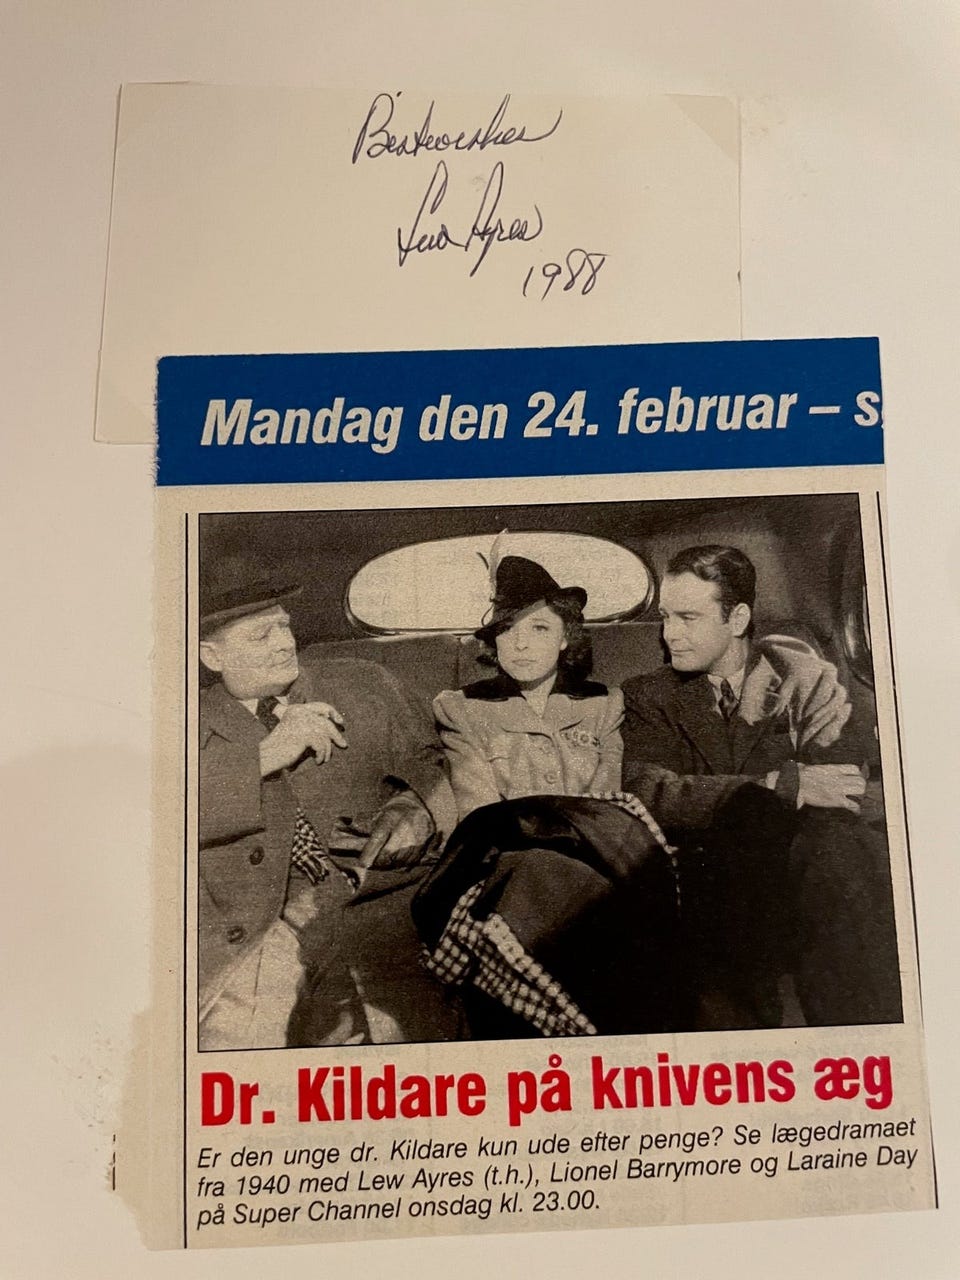 Best wishes
Lew Ayres
1988
Mandag den 24. februar – s
Dr. Kildare på knivens æg
Er den unge dr. Kildare kun ude efter penge? Se lægedramaet
fra 1940 med Lew Ayres (t.h.), Lionel Barrymore og Laraine Day
på Super Channel onsdag kl. 23.00.